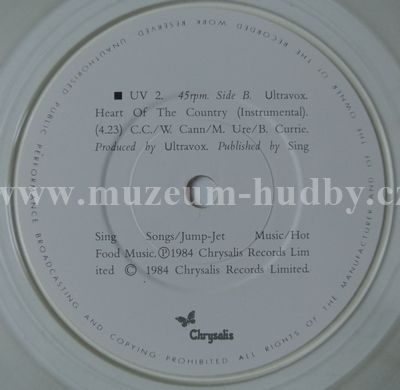 ■ UV 2. 45rpm. Side B. Ultravox.
Heart Of The Country (Instrumental).
(4.23) C.C./W. Cann/M. Ure/B. Currie.
Produced by Ultravox. Published by Sing
www.muzeum-hudby.cz
Sing Songs/Jump-Jet Music/Hot
Food Music. Ⓟ 1984 Chrysalis Records Lim
ited © 1984 Chrysalis Records Limited.
Chrysalis
ALL RIGHTS OF THE MANUFACTURER AND OF THE OWNER OF THE RECORDED WORK RESERVED. UNAUTHORISED PUBLIC PERFORMANCE BROADCASTING AND COPYING PROHIBITED.